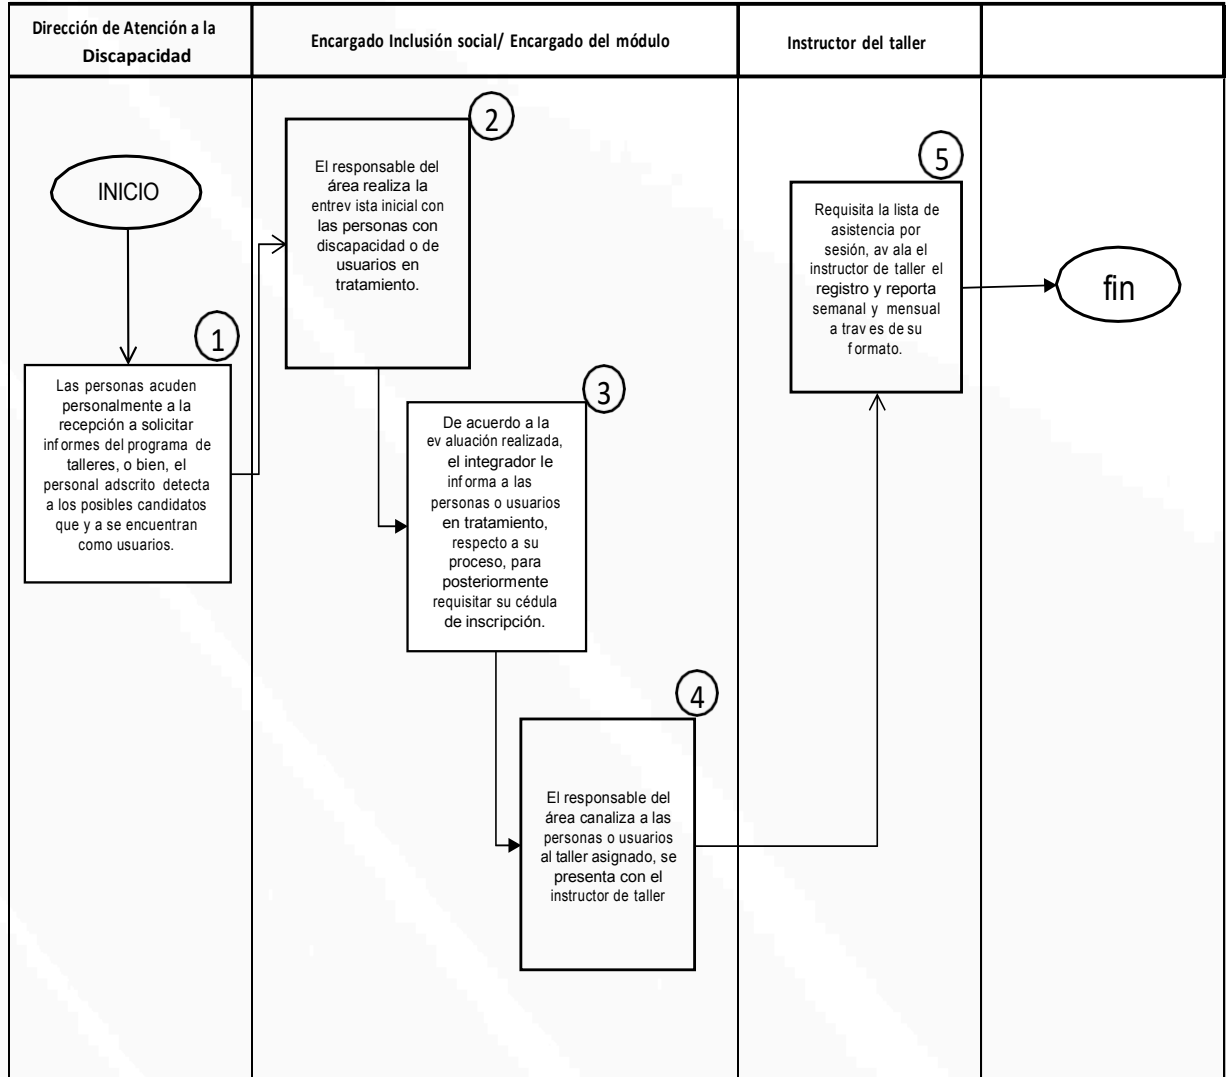 Dirección de Atención a la
Discapacidad
Encargado Inclusión social/ Encargado del módulo
Instructor del taller
INICIO
1
Las personas acuden
personalmente a la
recepción a solicitar
informes del programa de
talleres, o bien, el
personal adscrito detecta
a los posibles candidatos
que y a se encuentran
como usuarios.
2
El responsable del
área realiza la
entrev ista inicial con
las personas con
discapacidad o de
usuarios en
tratamiento.
3
De acuerdo a la
ev aluación realizada,
el integrador le
informa a las
personas o usuarios
en tratamiento,
respecto a su
proceso, para
posteriormente
requisitar su cédula
de inscripción.
4
El responsable del
área canaliza a las
personas o usuarios
al taller asignado, se
presenta con el
instructor de taller
5
Requisita la lista de
asistencia por
sesión, av ala el
instructor de taller el
registro y reporta
semanal y mensual
a trav es de su
f ormato.
fin